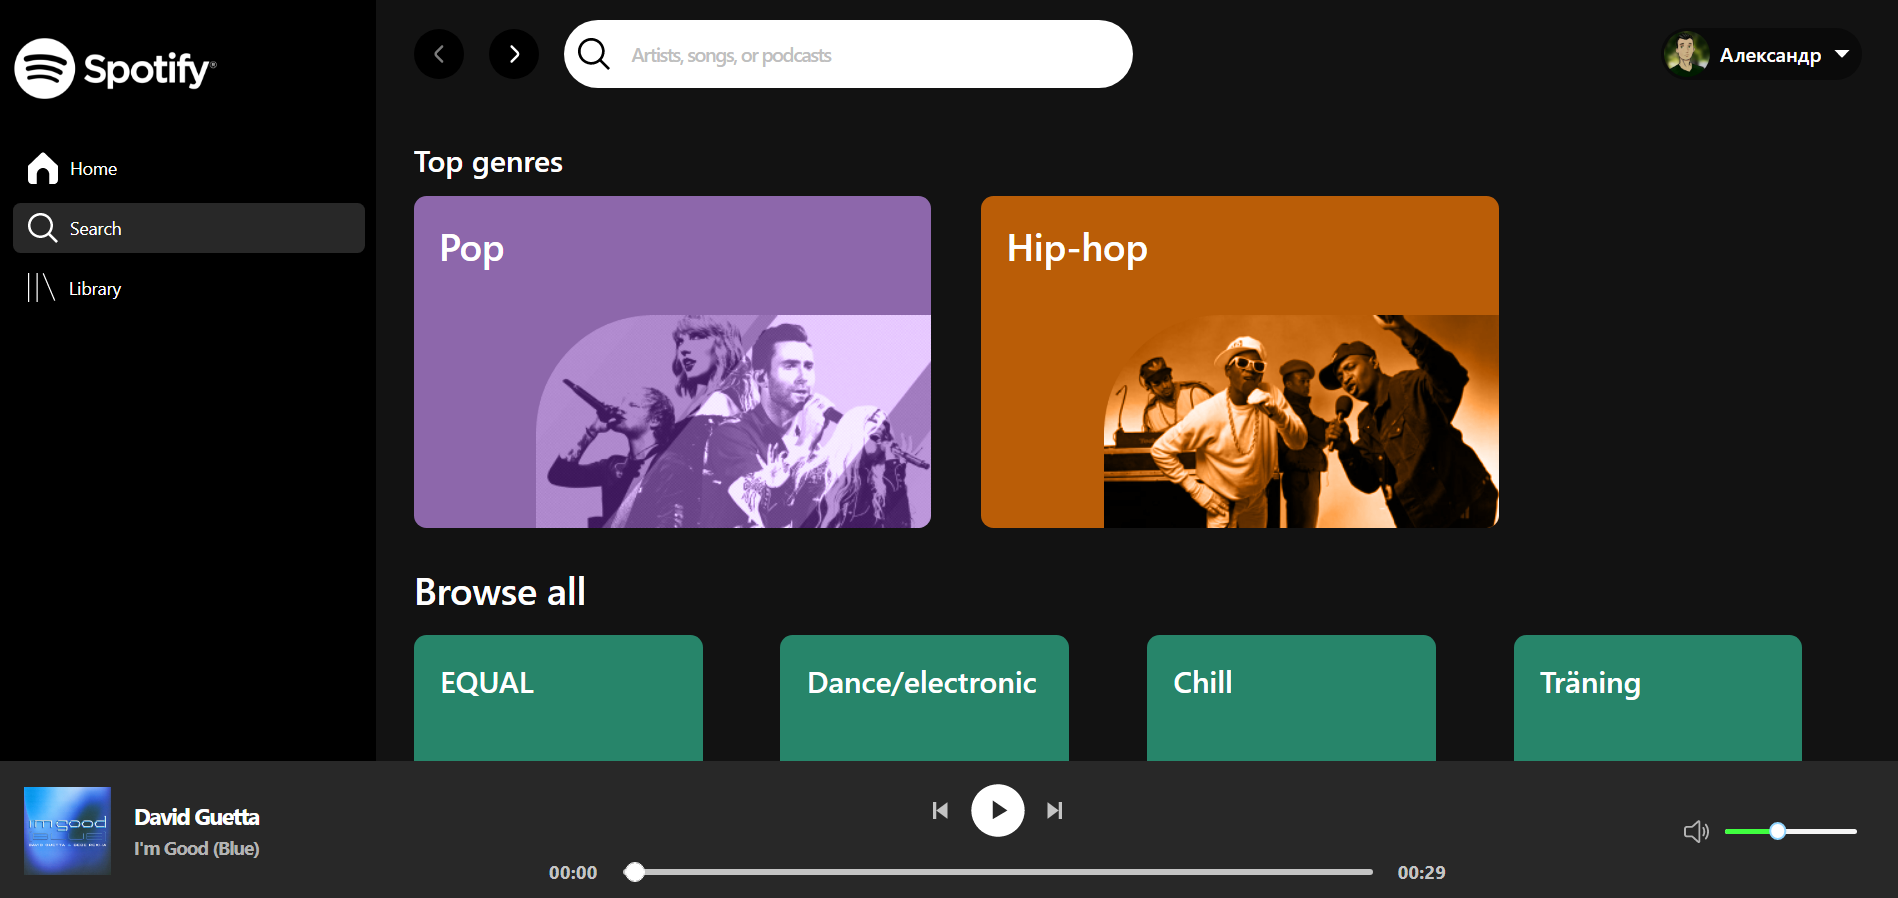 Spotify®
Home
Search
Library
Artists, songs, or podcasts
Александр
Top genres
Pop
Hip-hop
Browse all
EQUAL
Dance/electronic
Chill
Träning
im good
BLUE
David Guetta
I'm Good (Blue)
00:00
00:29